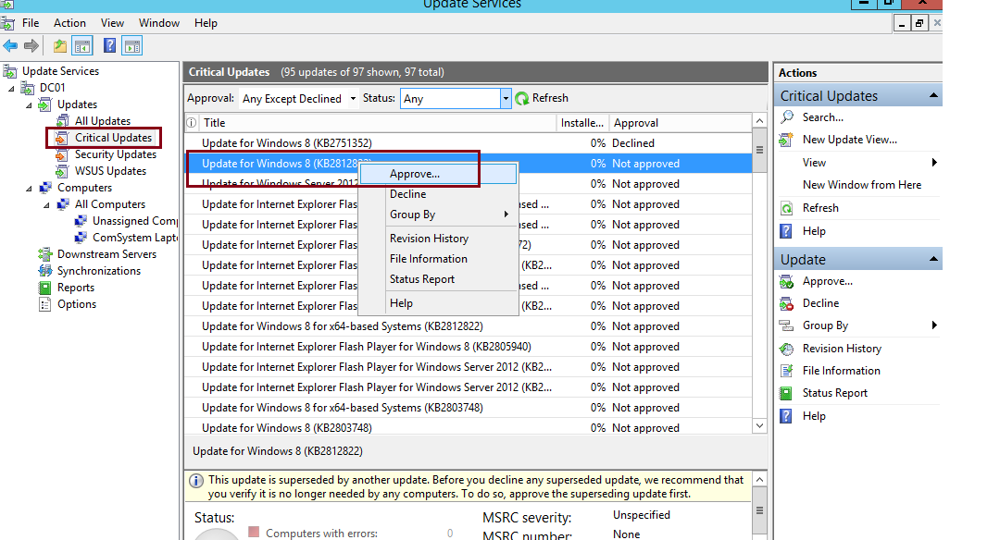 Update Services
File Action View Window Help
Update Services
DC01
Updates
All Updates
Critical Updates
Security Updates
WSUS Updates
Computers
All Computers
Unassigned Comp
ComSystem Lapt
Downstream Servers
Synchronizations
Reports
Options
Critical Updates (95 updates of 97 shown, 97 total)
Approval: Any Except Declined Status: Any Refresh
Title Installe... Approval
Update for Windows 8 (KB2751352) 0% Declined
Update for Windows 8 (KB2812822) 0% Not approved
Update for Windows Server 2012 0% Not approved
Update for Internet Explorer Flas ased ... 0% Not approved
Update for Internet Explorer Flas ased ... 0% Not approved
Update for Internet Explorer Flas 72) 0% Not approved
Update for Internet Explorer Flas (KB2... 0% Not approved
Update for Internet Explorer Flas ased ... 0% Not approved
Update for Internet Explorer Flas (KB2... 0% Not approved
Update for Windows 8 for x64-based Systems (KB2812822) 0% Not approved
Update for Internet Explorer Flash Player for Windows 8 (KB2805940) 0% Not approved
Update for Internet Explorer Flash Player for Windows Server 2012 (KB2... 0% Not approved
Update for Internet Explorer Flash Player for Windows Server 2012 (KB2... 0% Not approved
Update for Windows 8 for x64-based Systems (KB2803748) 0% Not approved
Update for Windows 8 (KB2803748) 0% Not approved
Approve...
Decline
Group By
Revision History
File Information
Status Report
Help
Update for Windows 8 (KB2812822)
This update is superseded by another update. Before you decline any superseded update, we recommend that
you verify it is no longer needed by any computers. To do so, approve the superseding update first.
Status:
Computers with errors: 0
MSRC severity: Unspecified
MSRC number: None
Actions
Critical Updates
Search...
New Update View...
View
New Window from Here
Refresh
Help
Update
Approve...
Decline
Group By
Revision History
File Information
Status Report
Help